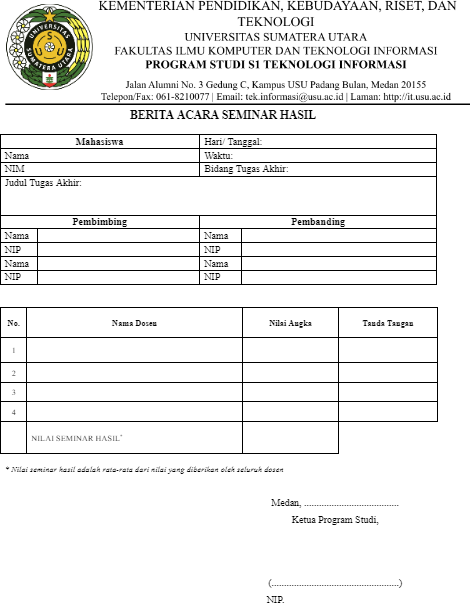 KEMENTERIAN PENDIDIKAN, KEBUDAYAAN, RISET, DAN
TEKNOLOGI
UNIVERSITAS SUMATERA UTARA
FAKULTAS ILMU KOMPUTER DAN TEKNOLOGI INFORMASI
PROGRAM STUDI S1 TEKNOLOGI INFORMASI
Jalan Alumni No. 3 Gedung C, Kampus USU Padang Bulan, Medan 20155
Telepon/Fax: 061-8210077 | Email: tek.informasi@usu.ac.id | Laman: http://it.usu.ac.id
UNIVERSITAS
SUMATERA UTARA
BERITA ACARA SEMINAR HASIL
Mahasiswa Hari/ Tanggal:
Nama Waktu:
NIM Bidang Tugas Akhir:
Judul Tugas Akhir:
Pembimbing Pembanding
Nama Nama
NIP NIP
Nama Nama
NIP NIP
No. Nama Dosen Nilai Angka Tanda Tangan
1
2
3
4
NILAI SEMINAR HASIL*
* Nilai seminar hasil adalah rata-rata dari nilai yang diberikan oleh seluruh dosen
Medan, ......................................
Ketua Program Studi,
(...................................................)
NIP.